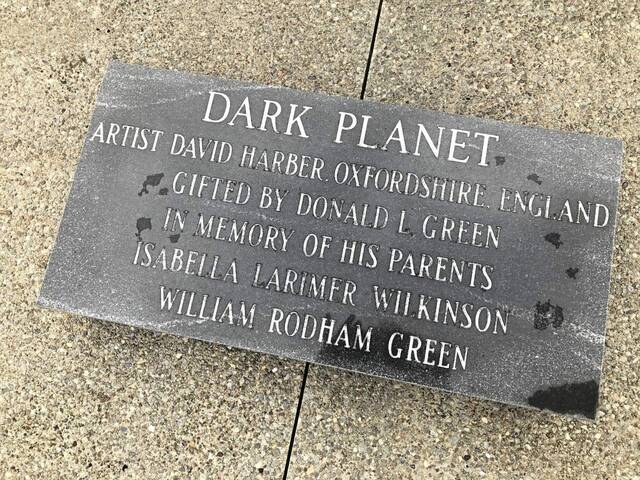 DARK PLANET
ARTIST DAVID HARBER. OXFORDSHIRE. ENGLAND
GIFTED BY DONALD L. GREEN
IN MEMORY OF HIS PARENTS
ISABELLA LARIMER WILKINSON
WILLIAM RODHAM GREEN